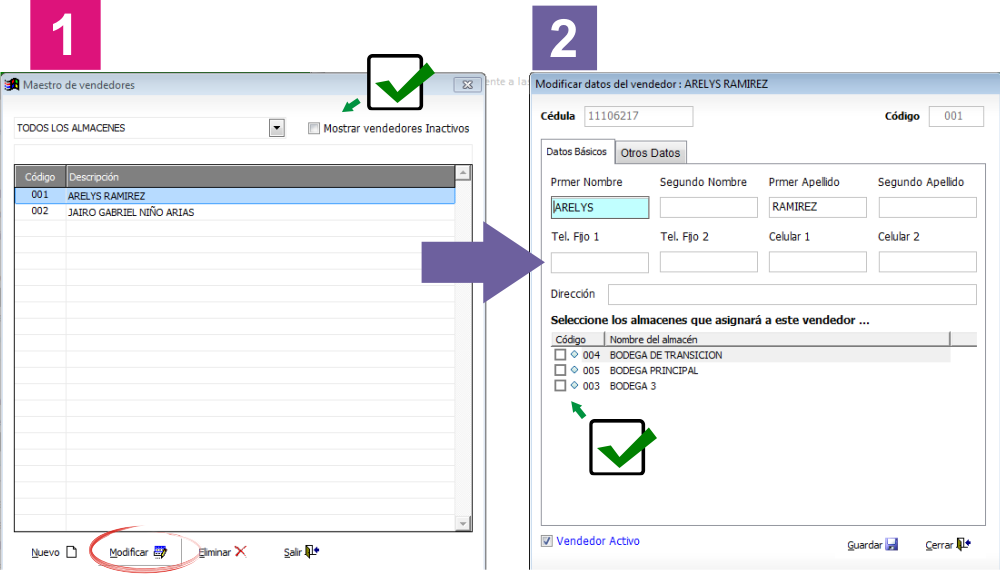 1
2
Maestro de vendedores
ente a las
TODOS LOS ALMACENES
Mostrar vendedores Inactivos
Código Descripción
001 ARELYS RAMIREZ
002 JAIRO GABRIEL NIÑO ARIAS
Nuevo Modificar Eliminar Salir
Modificar datos del vendedor : ARELYS RAMIREZ
Cédula 11106217 Código 001
Datos Básicos Otros Datos
Prmer Nombre Segundo Nombre Prmer Apellido Segundo Apellido
ARELYS RAMIREZ
Tel. Fijo 1 Tel. Fijo 2 Celular 1 Celular 2
Dirección
Seleccione los almacenes que asignará a este vendedor ...
Código Nombre del almacén
004 BODEGA DE TRANSICION
005 BODEGA PRINCIPAL
003 BODEGA 3
Vendedor Activo
Guardar Cerrar